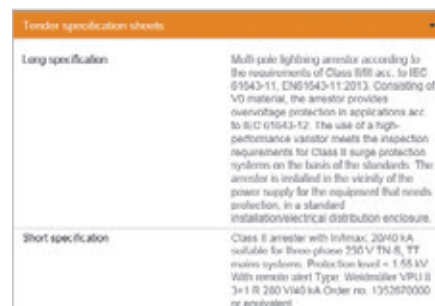 Tender specification sheets
Long specification
Multi-pole lightning arrestor according to
the requirements of Class II/III acc. to IEC
61643-11, EN61643-11:2013. Consisting of
V0 material, the arrestor provides
overvoltage protection in applications acc.
to IEC 61643-12. The use of a high-
performance varistor meets the inspection
requirements for Class II surge protection
systems on the basis of the standards. The
arrestor is installed in the vicinity of the
power supply for the equipment that needs
protection, in a standard
installation/electrical distribution enclosure.
Short specification
Class II arrester with In/Imax: 20/40 kA
suitable for three-phase 230 V TN-S, TT
mains systems. Protection level < 1.55 kV.
With remote alert Type: Weidmüller VPU II
3+1 R 280 V/40 kA Order no. 1352670000
or equivalent